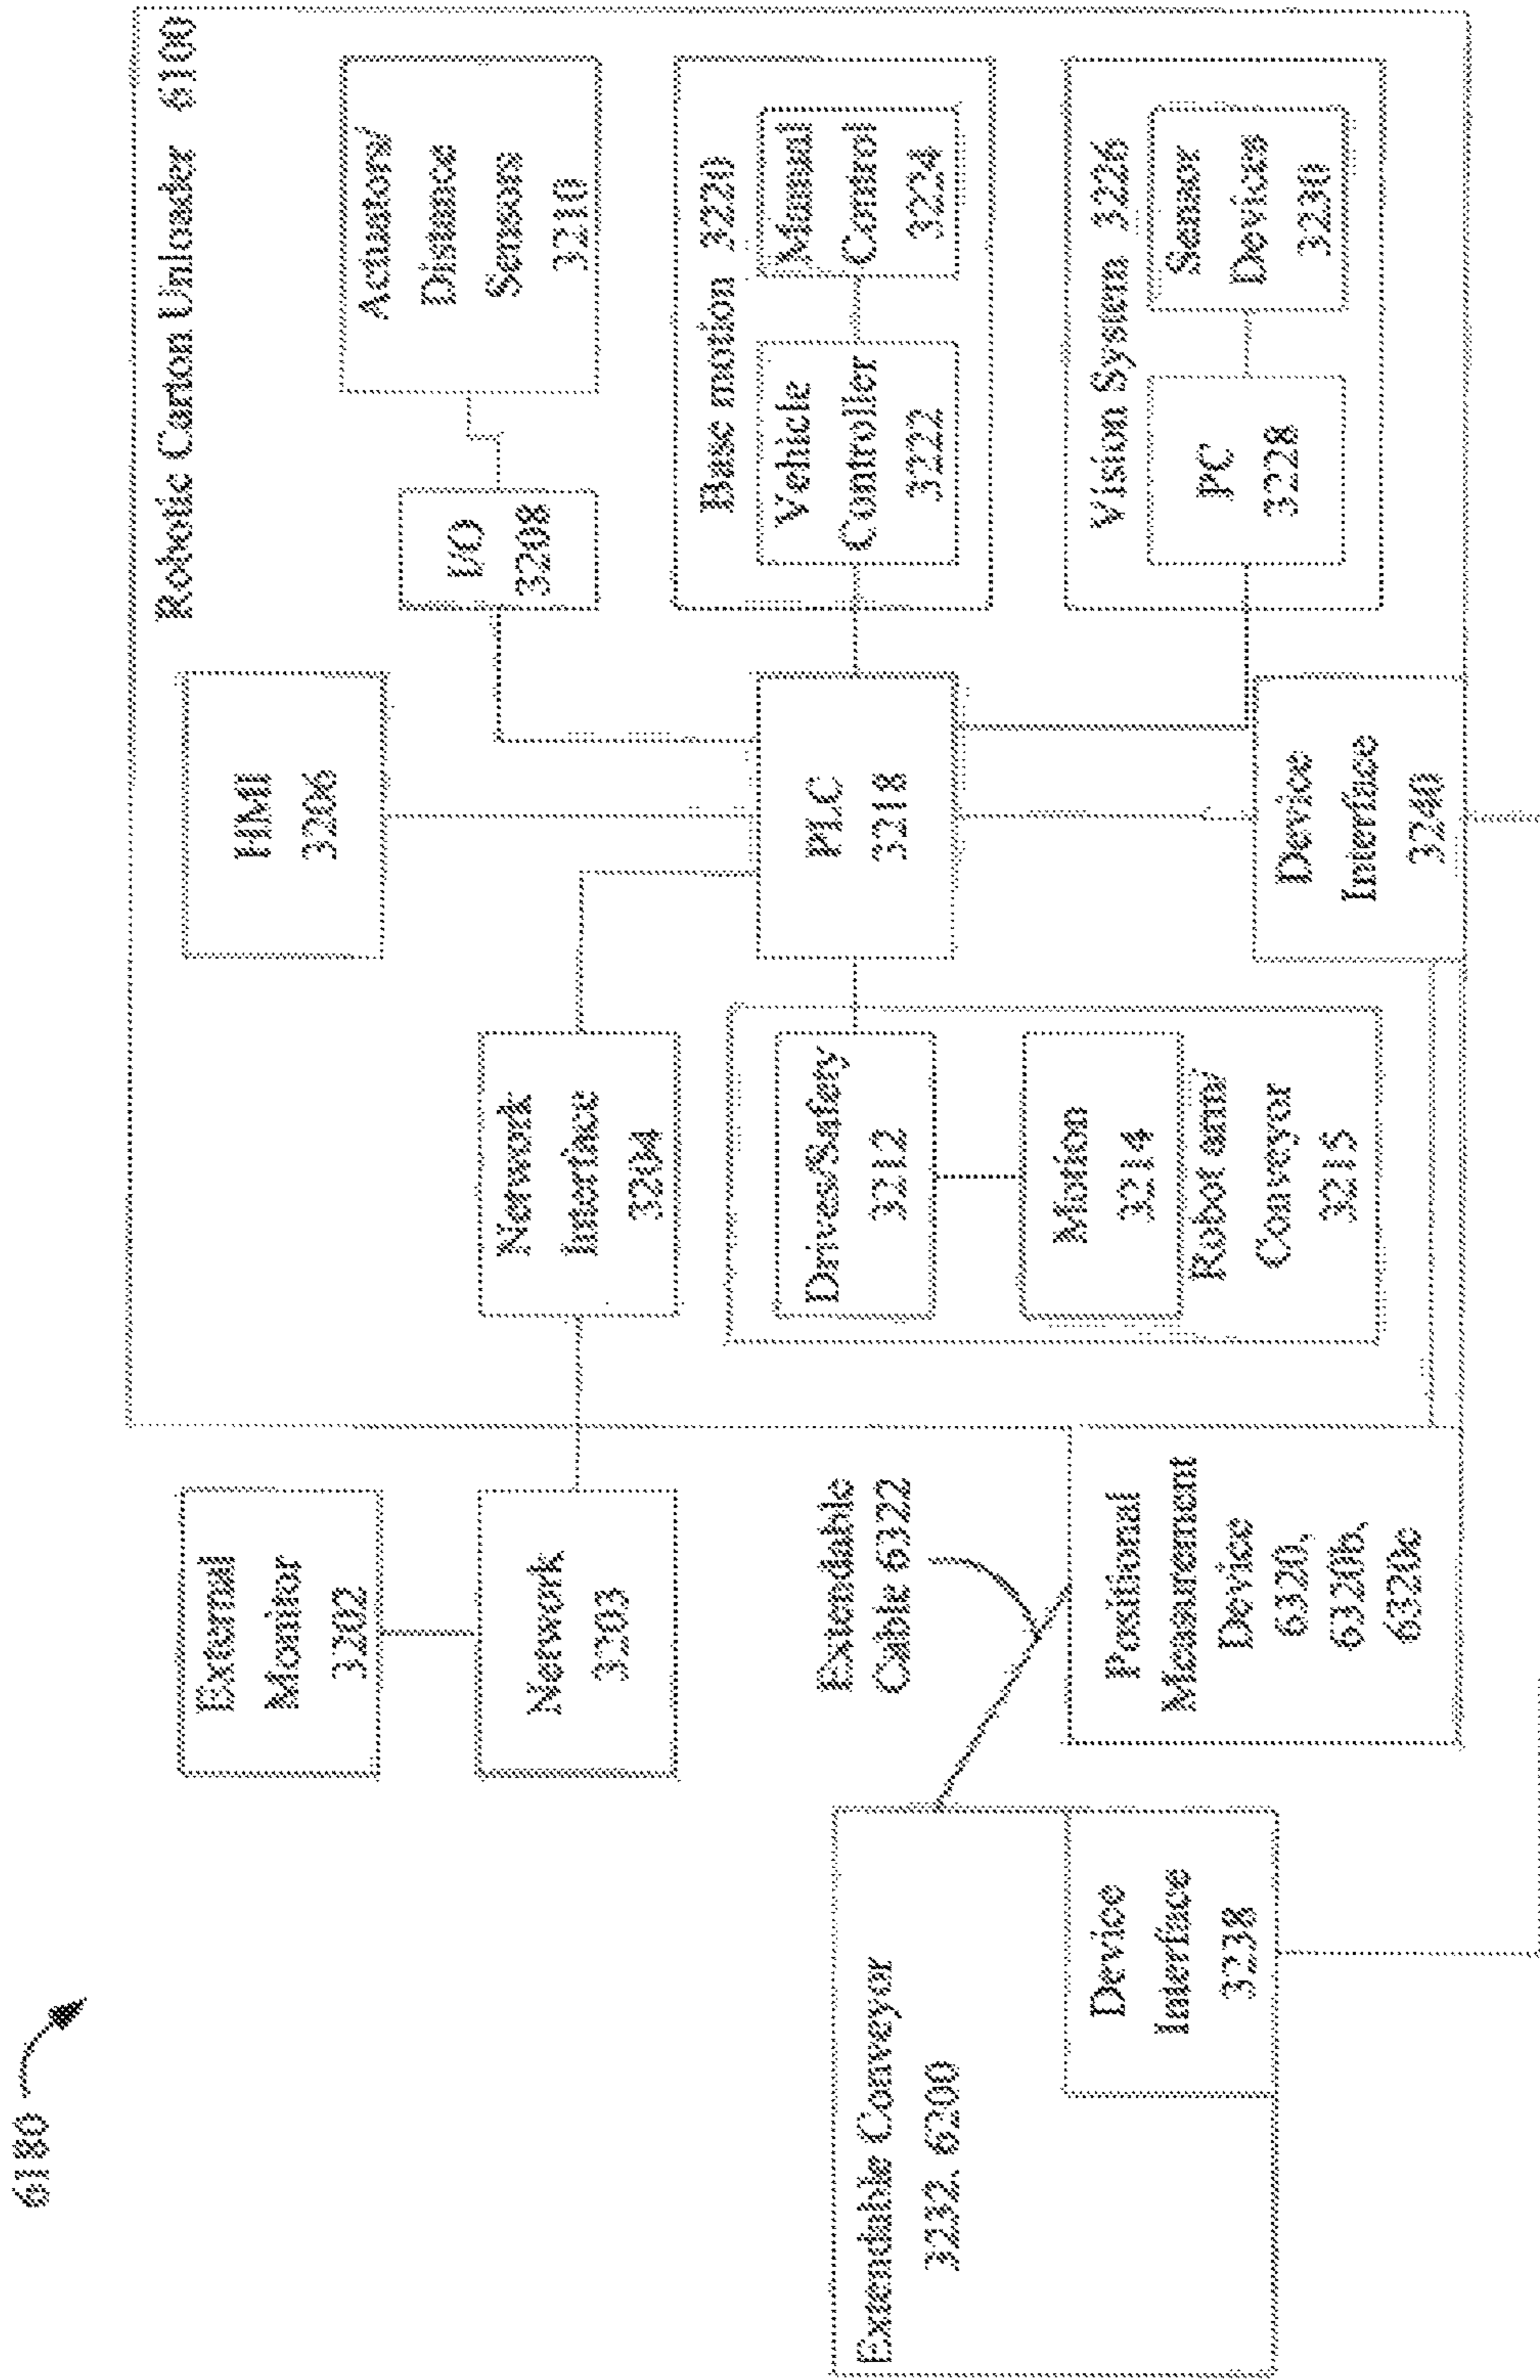 6180
Robotic Carton Unloader 6100
External
Monitor
3202
HMI
3206
Actuators/
Distance
Sensors
3210
Network
3203
Network
Interface
3204
I/O
3208
Extendable
Cable 6322
Drives/Safety
3212
Motion
3214
Robot arm/
Conveyor
3215
PLC
3218
Base motion 3220
Vehicle
Controller
3222
Manual
Control
3224
Vision System 3226
PC
3228
Sensor
Devices
3230
Extendable Conveyor
3232, 6200
Device
Interface
3238
Positional
Measurement
Device
6320,
6320b,
6320c
Device
Interface
3240